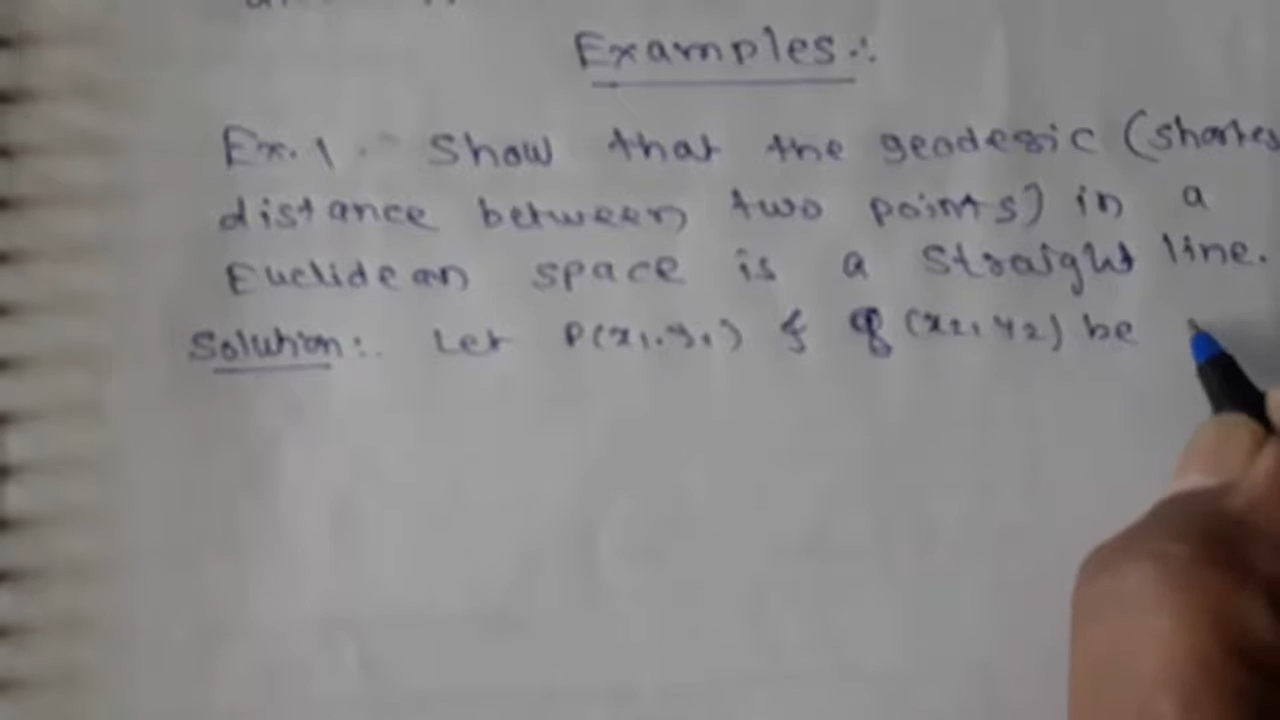 Examples :-
Ex. 1. Show that the geodesic (shortes
distance between two points) in a
Euclidean space is a straight line.
Solution :- Let P(x1, y1) & Q (x2, y2) be